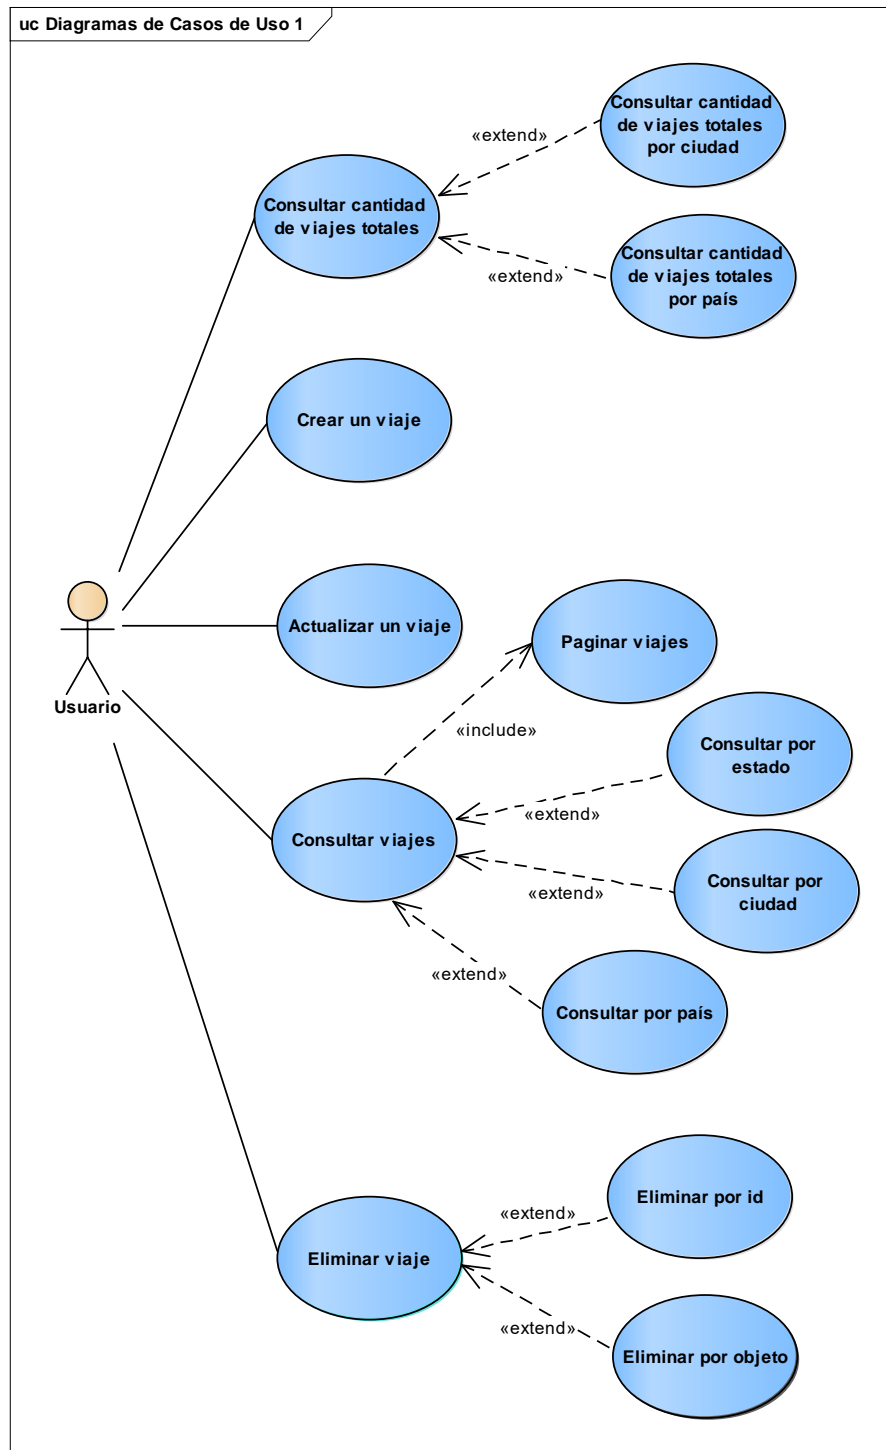 uc Diagramas de Casos de Uso 1
Consultar cantidad
de viajes totales
por ciudad
«extend»
Consultar cantidad
de viajes totales
Consultar cantidad
de viajes totales
por país
«extend»
Crear un viaje
Actualizar un viaje
Paginar viajes
Usuario
«include»
Consultar por
estado
«extend»
Consultar viajes
Consultar por
ciudad
«extend»
«extend»
Consultar por país
Eliminar por id
«extend»
Eliminar viaje
«extend»
Eliminar por objeto